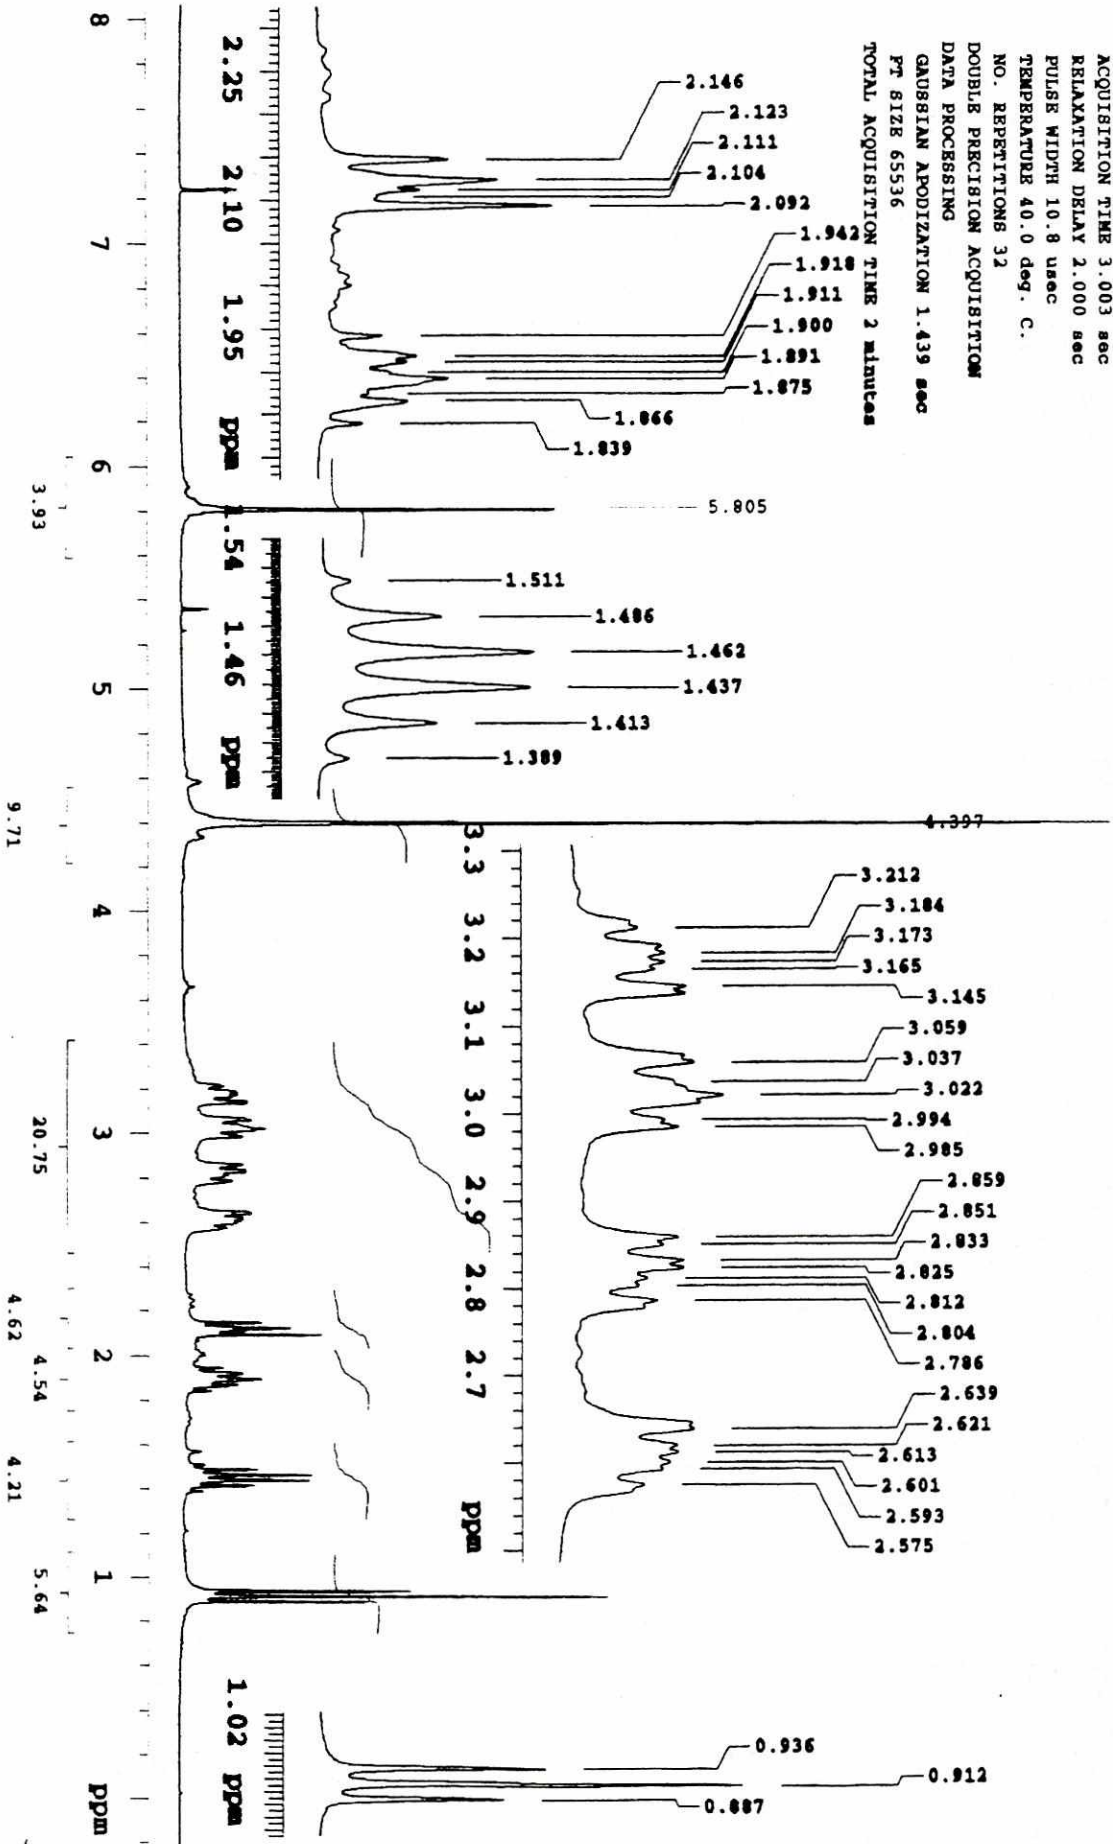 ACQUISITION TIME 3.003 sec
RELAXATION DELAY 2.000 sec
PULSE WIDTH 10.8 usec
TEMPERATURE 40.0 deg. C.
NO. REPETITIONS 32
DOUBLE PRECISION ACQUISITION
DATA PROCESSING
GAUSSIAN APODIZATION 1.439 sec
FT SIZE 65536
TOTAL ACQUISITION TIME 2 minutes
2.146
2.123
2.111
2.104
2.092
1.942
1.918
1.911
1.900
1.891
1.875
1.866
1.839
2.25 2.10 1.95 ppm
5.805
1.511
1.486
1.462
1.437
1.413
1.389
1.54 1.46 ppm
4.397
3.212
3.184
3.173
3.165
3.145
3.059
3.037
3.022
2.994
2.985
2.859
2.851
2.833
2.825
2.812
2.804
2.786
2.639
2.621
2.613
2.601
2.593
2.575
3.3 3.2 3.1 3.0 2.9 2.8 2.7 ppm
0.936
0.912
0.887
1.02 ppm
8 7 6 5 4 3 2 1 ppm
3.93 9.71 20.75 4.62 4.54 4.21 5.64